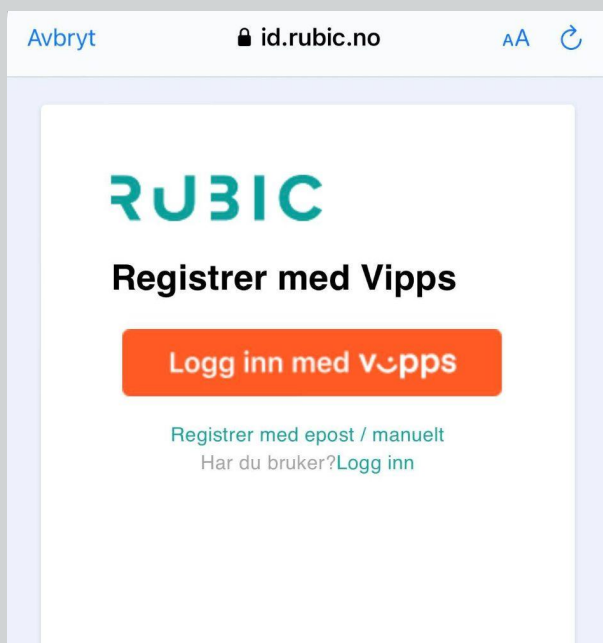 Avbryt id.rubic.no AA
RUBIC
Registrer med Vipps
Logg inn med vipps
Registrer med epost / manuelt
Har du bruker?Logg inn